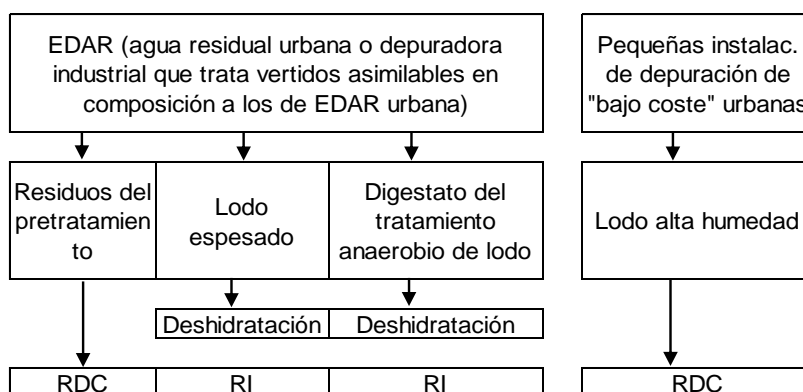 EDAR (agua residual urbana o depuradora
industrial que trata vertidos asimilables en
composición a los de EDAR urbana)
Pequeñas instalac.
de depuración de
"bajo coste" urbanas
Residuos del
pretratamien
to
Lodo
espesado
Digestato del
tratamiento
anaerobio de lodo
Lodo alta humedad
Deshidratación
Deshidratación
RDC
RI
RI
RDC